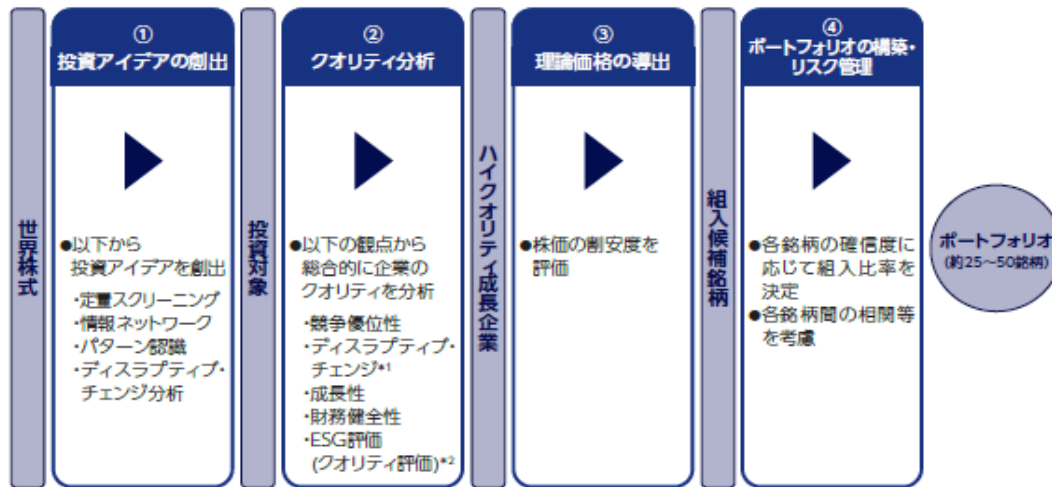 世界株式
①
投資アイデアの創出
●以下から
投資アイデアを創出
・定量スクリーニング
・情報ネットワーク
・パターン認識
・ディスラプティブ・
チェンジ分析
投資対象
②
クオリティ分析
●以下の観点から
総合的に企業の
クオリティを分析
・競争優位性
・ディスラプティブ・
チェンジ*1
・成長性
・財務健全性
・ESG評価
(クオリティ評価)*2
ハイクオリティ成長企業
③
理論価格の導出
●株価の割安度を
評価
組入候補銘柄
④
ポートフォリオの構築・
リスク管理
●各銘柄の確信度に
応じて組入比率を
決定
●各銘柄間の相関等
を考慮
ポートフォリオ
(約25～50銘柄)